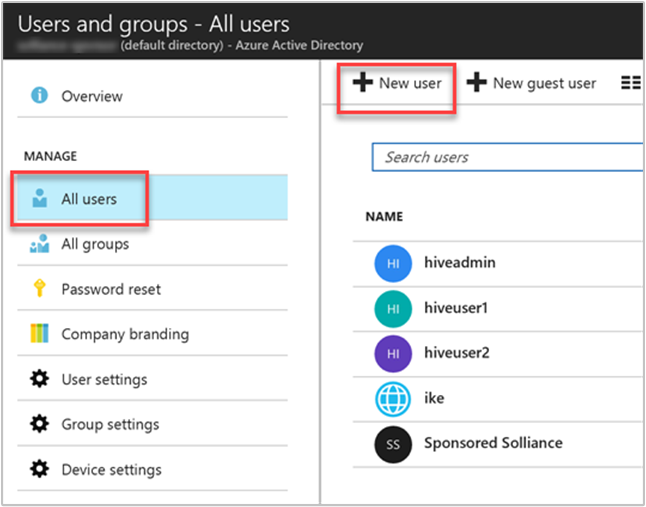 Users and groups - All users
(default directory) - Azure Active Directory
Overview
MANAGE
All users
All groups
Password reset
Company branding
User settings
Group settings
Device settings
New user
New guest user
Search users
NAME
HI
hiveadmin
HI
hiveuser1
HI
hiveuser2
ike
SS
Sponsored Solliance